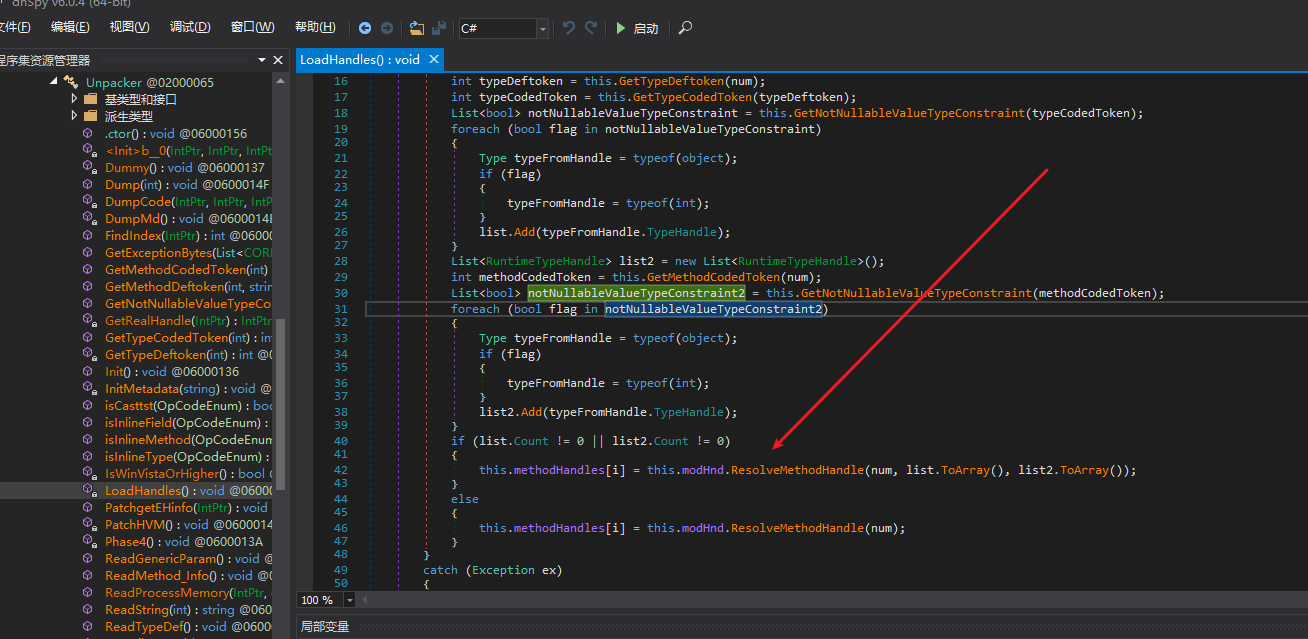 dnSpy v6.0.4 (64-bit)
文件(F) 编辑(E) 视图(V) 调试(D) 窗口(W) 帮助(H) C# 启动
程序集资源管理器
Unpacker @02000065
基类型和接口
派生类型
.ctor() : void @06000156
<Init>b__0(IntPtr, IntPtr, IntPt
Dummy() : void @06000137
Dump(int) : void @0600014F
DumpCode(IntPtr, IntPtr, IntP
DumpMd() : void @0600014E
FindIndex(IntPtr) : int @06000
GetExceptionBytes(List<COR
GetMethodCodedToken(int)
GetMethodDeftoken(int, strin
GetNotNullableValueTypeCo
GetRealHandle(IntPtr) : IntPtr
GetTypeCodedToken(int) : in
GetTypeDeftoken(int) : int @0
Init() : void @06000136
InitMetadata(string) : void @
isCasttst(OpCodeEnum) : boo
isInlineField(OpCodeEnum) :
isInlineMethod(OpCodeEnum
isInlineType(OpCodeEnum) :
IsWinVistaOrHigher() : bool
LoadHandles() : void @0600
PatchgetEHinfo(IntPtr) : void
PatchHVM() : void @0600014
Phase4() : void @0600013A
ReadGenericParam() : void @
ReadMethod_Info() : void @0
ReadProcessMemory(IntPtr,
ReadString(int) : string @060
ReadTypeDef() : void @0600
LoadHandles() : void
16 int typeDeftoken = this.GetTypeDeftoken(num);
17 int typeCodedToken = this.GetTypeCodedToken(typeDeftoken);
18 List<bool> notNullableValueTypeConstraint = this.GetNotNullableValueTypeConstraint(typeCodedToken);
19 foreach (bool flag in notNullableValueTypeConstraint)
20 {
21 Type typeFromHandle = typeof(object);
22 if (flag)
23 {
24 typeFromHandle = typeof(int);
25 }
26 list.Add(typeFromHandle.TypeHandle);
27 }
28 List<RuntimeTypeHandle> list2 = new List<RuntimeTypeHandle>();
29 int methodCodedToken = this.GetMethodCodedToken(num);
30 List<bool> notNullableValueTypeConstraint2 = this.GetNotNullableValueTypeConstraint(methodCodedToken);
31 foreach (bool flag in notNullableValueTypeConstraint2)
32 {
33 Type typeFromHandle = typeof(object);
34 if (flag)
35 {
36 typeFromHandle = typeof(int);
37 }
38 list2.Add(typeFromHandle.TypeHandle);
39 }
40 if (list.Count != 0 || list2.Count != 0)
41 {
42 this.methodHandles[i] = this.modHnd.ResolveMethodHandle(num, list.ToArray(), list2.ToArray());
43 }
44 else
45 {
46 this.methodHandles[i] = this.modHnd.ResolveMethodHandle(num);
47 }
48 }
49 catch (Exception ex)
50 {
100 %
局部变量